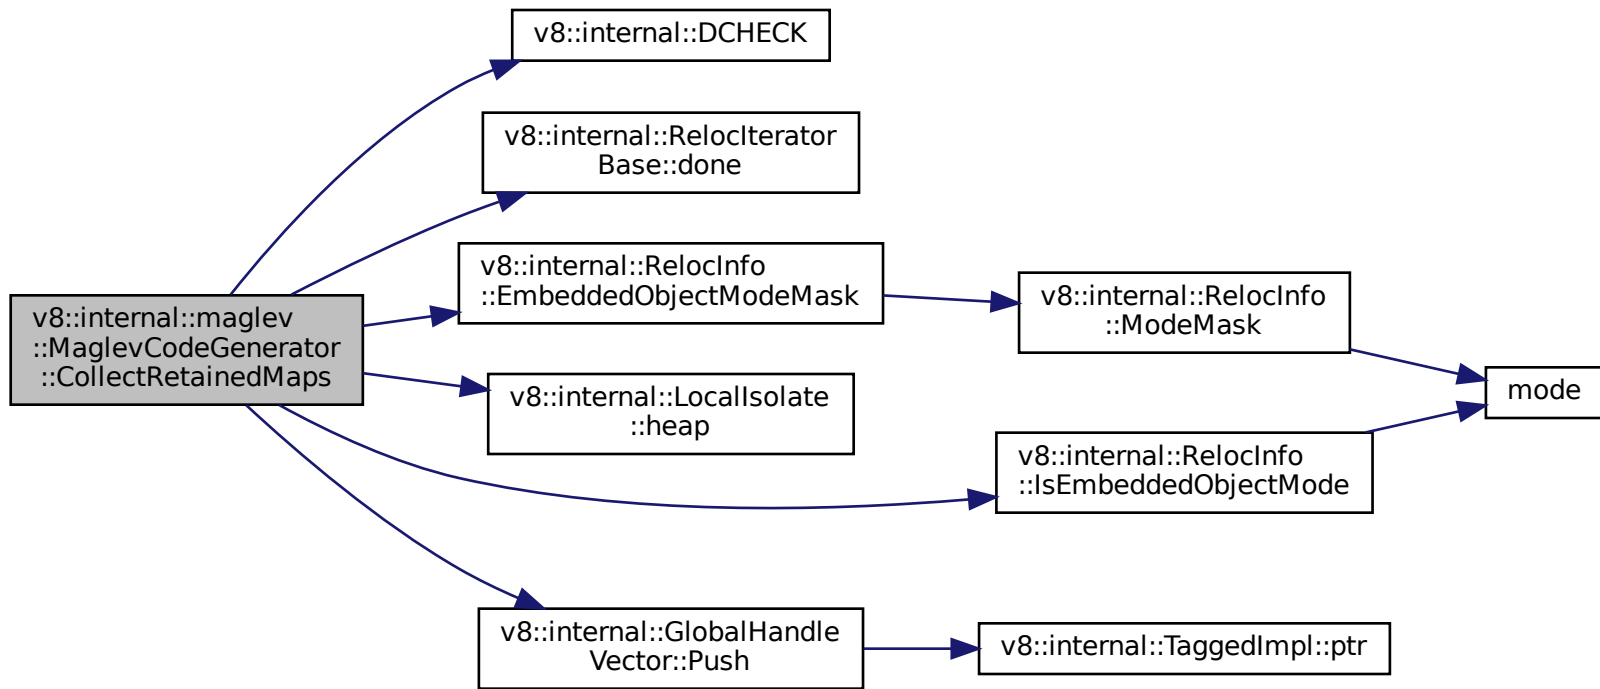 v8::internal::DCHECK
v8::internal::RelocIterator
Base::done
v8::internal::RelocInfo
::EmbeddedObjectModeMask
v8::internal::RelocInfo
::ModeMask
v8::internal::maglev
::MaglevCodeGenerator
::CollectRetainedMaps
v8::internal::LocalIsolate
::heap
mode
v8::internal::RelocInfo
::IsEmbeddedObjectMode
v8::internal::GlobalHandle
Vector::Push
v8::internal::TaggedImpl::ptr